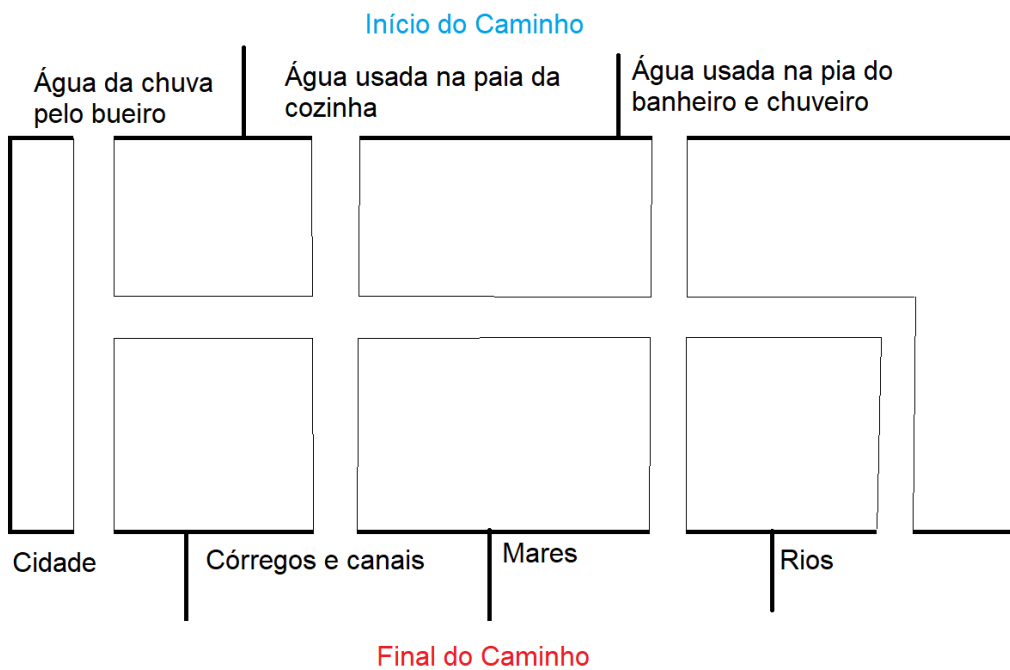 Início do Caminho
Água da chuva
pelo bueiro
Água usada na paia da
cozinha
Água usada na pia do
banheiro e chuveiro
Cidade
Córregos e canais
Mares
Rios
Final do Caminho